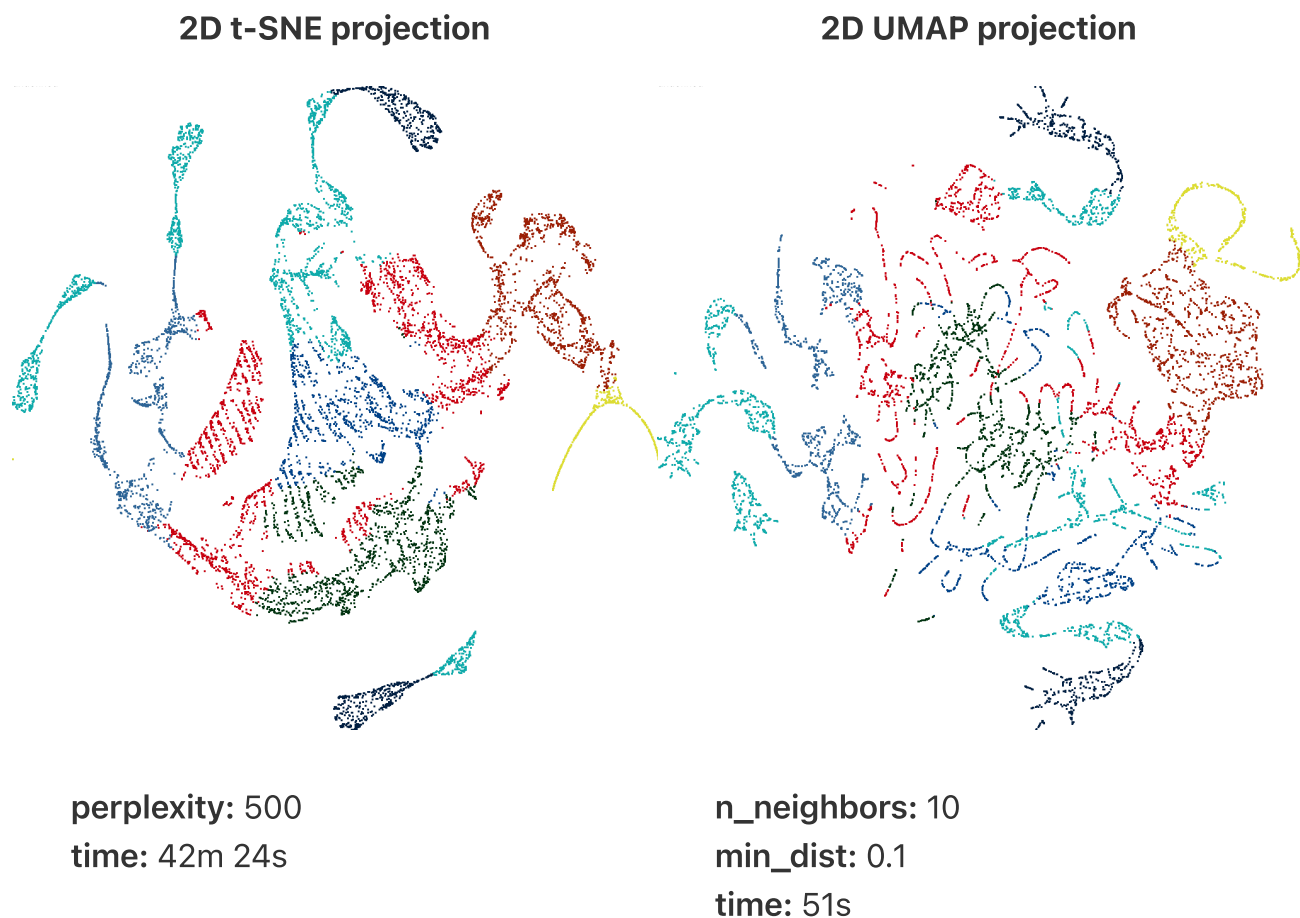 2D t-SNE projection
2D UMAP projection
perplexity: 500
time: 42m 24s
n_neighbors: 10
min_dist: 0.1
time: 51s